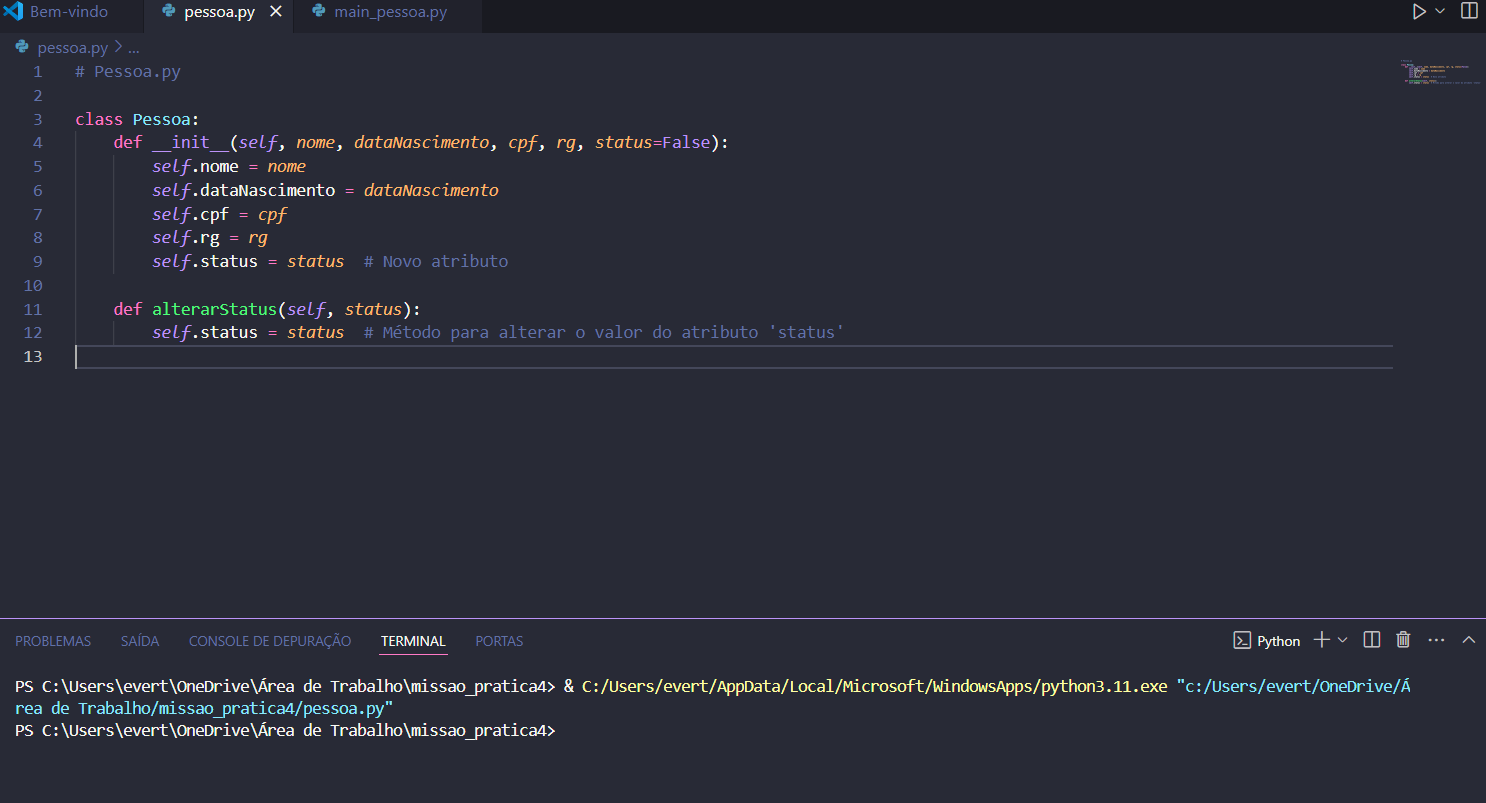 Bem-vindo pessoa.py main_pessoa.py
pessoa.py > ...
1 # Pessoa.py
2
3 class Pessoa:
4     def __init__(self, nome, dataNascimento, cpf, rg, status=False):
5         self.nome = nome
6         self.dataNascimento = dataNascimento
7         self.cpf = cpf
8         self.rg = rg
9         self.status = status  # Novo atributo
10
11     def alterarStatus(self, status):
12         self.status = status  # Método para alterar o valor do atributo 'status'
13
PROBLEMAS SAÍDA CONSOLE DE DEPURAÇÃO TERMINAL PORTAS Python
PS C:\Users\evert\OneDrive\Área de Trabalho\missao_pratica4> & C:/Users/evert/AppData/Local/Microsoft/WindowsApps/python3.11.exe "c:/Users/evert/OneDrive/Á
rea de Trabalho/missao_pratica4/pessoa.py"
PS C:\Users\evert\OneDrive\Área de Trabalho\missao_pratica4>